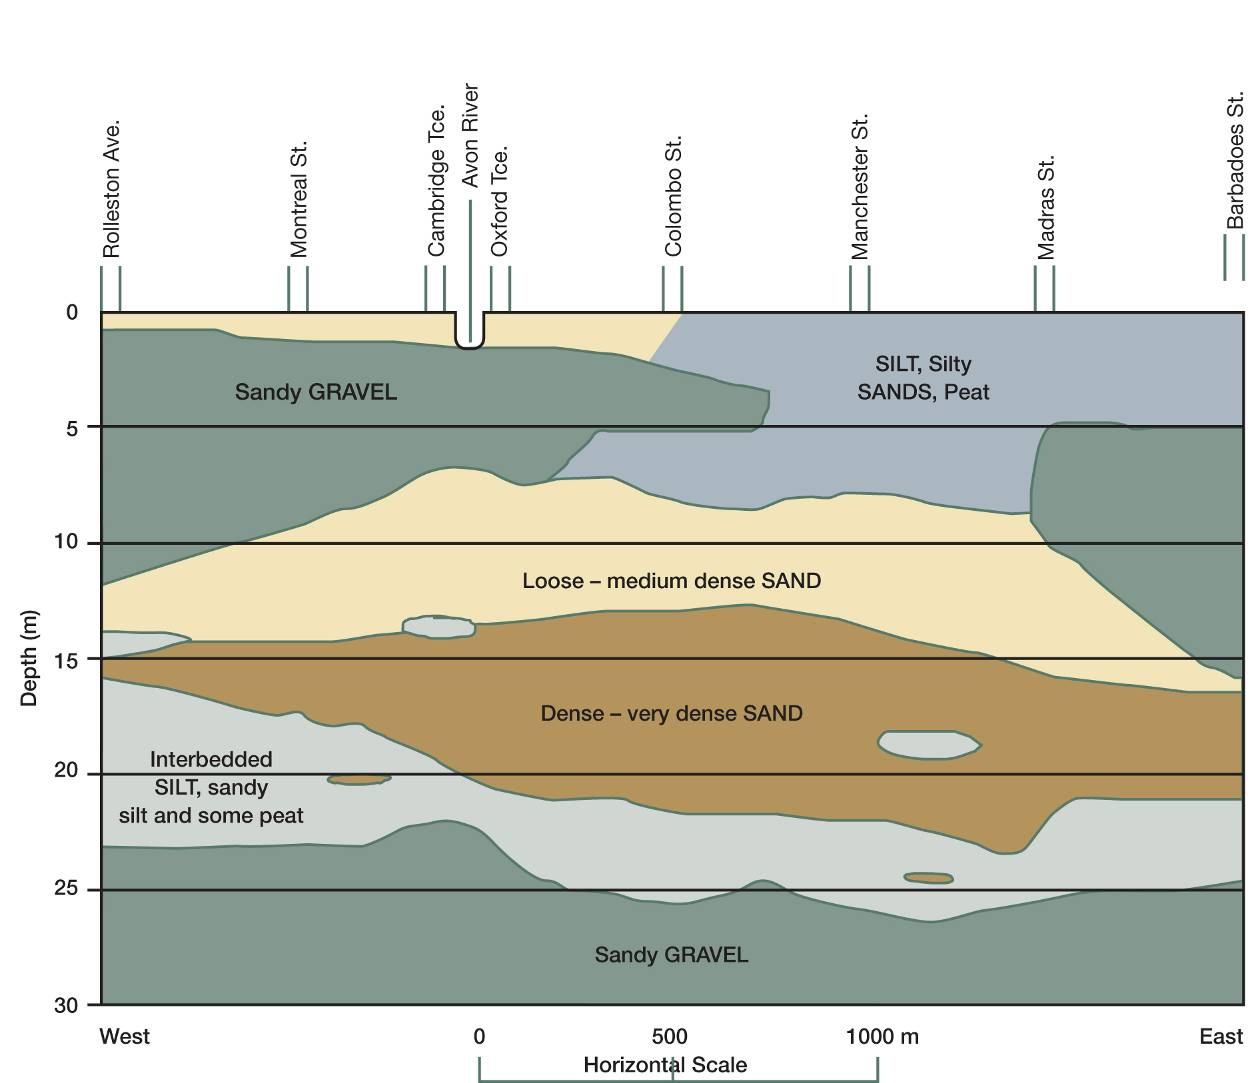 Rolleston Ave.
Montreal St.
Cambridge Tce.
Avon River
Oxford Tce.
Colombo St.
Manchester St.
Madras St.
Barbadoes St.
0
SILT, Silty
SANDS, Peat
Sandy GRAVEL
5
10
Loose – medium dense SAND
Depth (m)
15
Dense – very dense SAND
Interbedded
SILT, sandy
silt and some peat
20
25
Sandy GRAVEL
30
West 0 500 1000 m East
Horizontal Scale